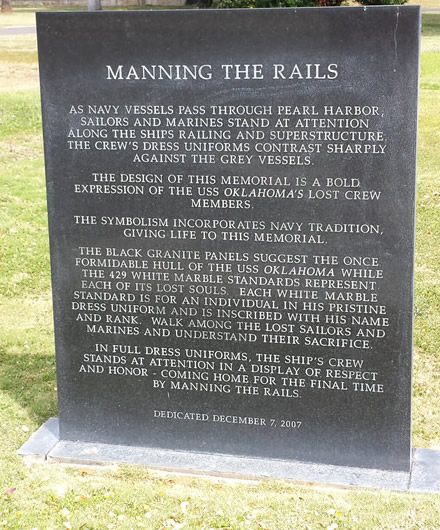 MANNING THE RAILS
AS NAVY VESSELS PASS THROUGH PEARL HARBOR,
SAILORS AND MARINES STAND AT ATTENTION
ALONG THE SHIPS RAILING AND SUPERSTRUCTURE.
THE CREW'S DRESS UNIFORMS CONTRAST SHARPLY
AGAINST THE GREY VESSELS.
THE DESIGN OF THIS MEMORIAL IS A BOLD
EXPRESSION OF THE USS OKLAHOMA'S LOST CREW
MEMBERS.
THE SYMBOLISM INCORPORATES NAVY TRADITION,
GIVING LIFE TO THIS MEMORIAL.
THE BLACK GRANITE PANELS SUGGEST THE ONCE
FORMIDABLE HULL OF THE USS OKLAHOMA WHILE
THE 429 WHITE MARBLE STANDARDS REPRESENT
EACH OF ITS LOST SOULS. EACH WHITE MARBLE
STANDARD IS FOR AN INDIVIDUAL IN HIS PRISTINE
DRESS UNIFORM AND IS INSCRIBED WITH HIS NAME
AND RANK. WALK AMONG THE LOST SAILORS AND
MARINES AND UNDERSTAND THEIR SACRIFICE.
IN FULL DRESS UNIFORMS, THE SHIP'S CREW
STANDS AT ATTENTION IN A DISPLAY OF RESPECT
AND HONOR - COMING HOME FOR THE FINAL TIME
BY MANNING THE RAILS.
DEDICATED DECEMBER 7, 2007